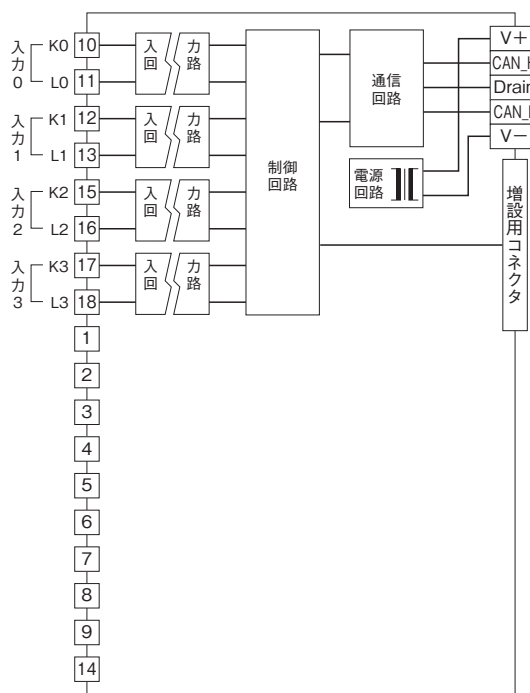 入力0
K0 10
L0 11
入力1
K1 12
L1 13
入力2
K2 15
L2 16
入力3
K3 17
L3 18
1
2
3
4
5
6
7
8
9
14
入力
回路
入力
回路
入力
回路
入力
回路
制御
回路
通信
回路
電源
回路
V+
CAN_
Drain
CAN_
V−
増設用コネクタ